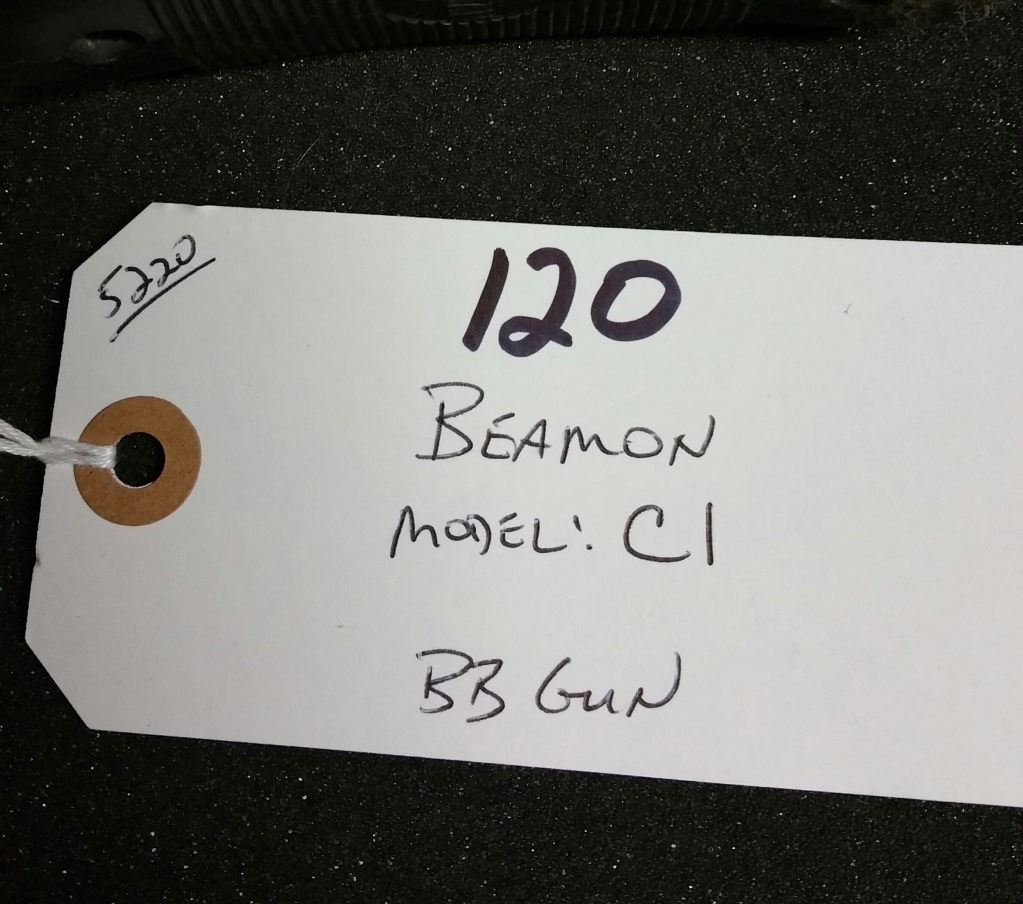 5220
120
BEAMON
MODEL: C1
BB GUN